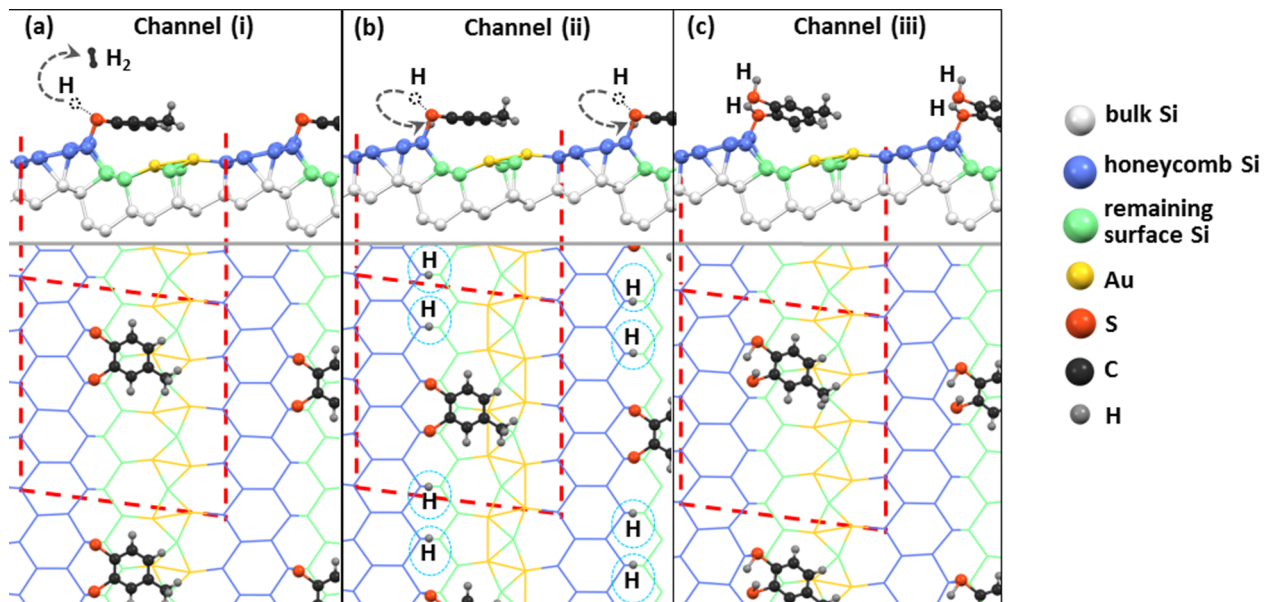 (a) Channel (i)
H₂
H
(b) Channel (ii)
H
H
(c) Channel (iii)
H
H
H
H
H
H
H
H
H
H
H
H
H
bulk Si
honeycomb Si
remaining
surface Si
Au
S
C
H